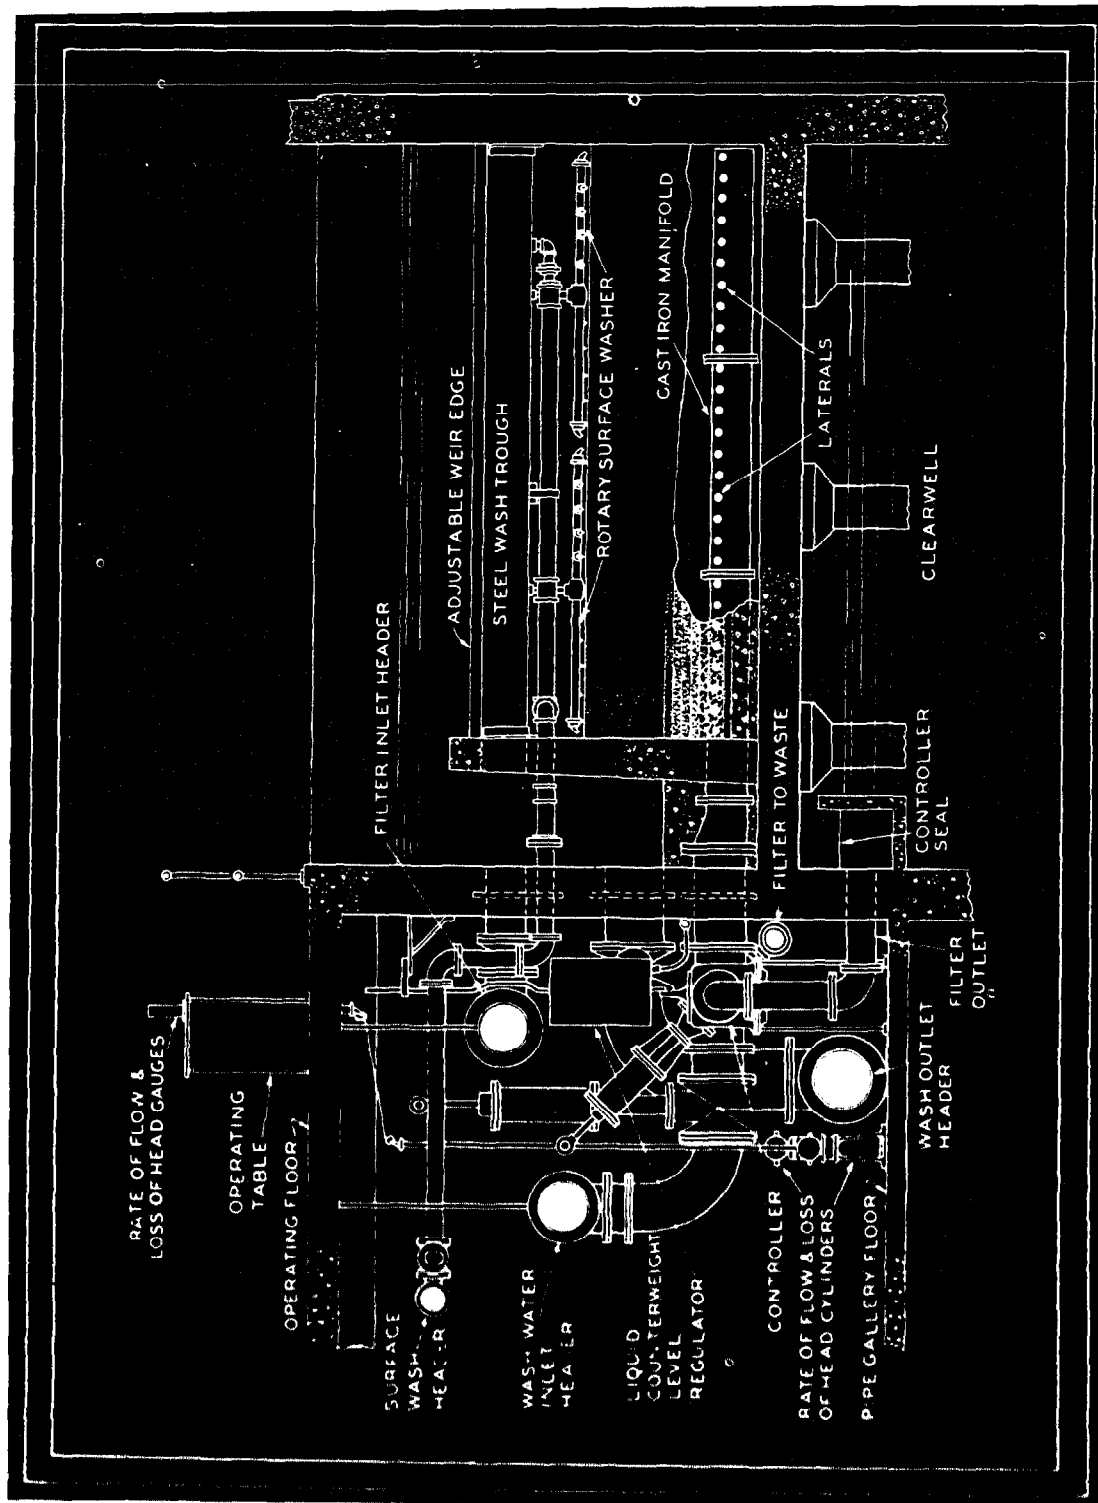 RATE OF FLOW &
LOSS OF HEAD GAUGES
OPERATING
TABLE
OPERATING FLOOR
SURFACE
WASH
HEADER
WASH WATER
INLET
HEADER
LIQUID
COUNTERWEIGHT
LEVEL
REGULATOR
CONTROLLER
RATE OF FLOW & LOSS
OF HEAD CYLINDERS
PIPE GALLERY FLOOR
FILTER INLET HEADER
ADJUSTABLE WEIR EDGE
STEEL WASH TROUGH
ROTARY SURFACE WASHER
CAST IRON MANIFOLD
LATERALS
FILTER TO WASTE
CLEARWELL
CONTROLLER
SEAL
FILTER
OUTLET
WASH OUTLET
HEADER